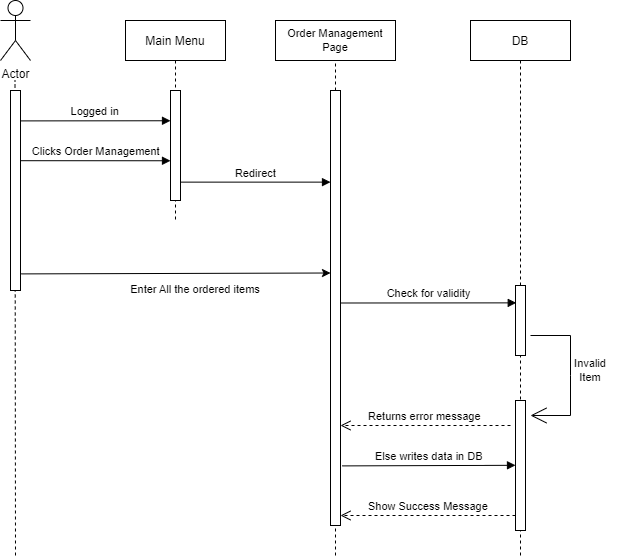 Actor
Main Menu
Order Management
Page
DB
Logged in
Clicks Order Management
Redirect
Enter All the ordered items
Check for validity
Invalid
Item
Returns error message
Else writes data in DB
Show Success Message